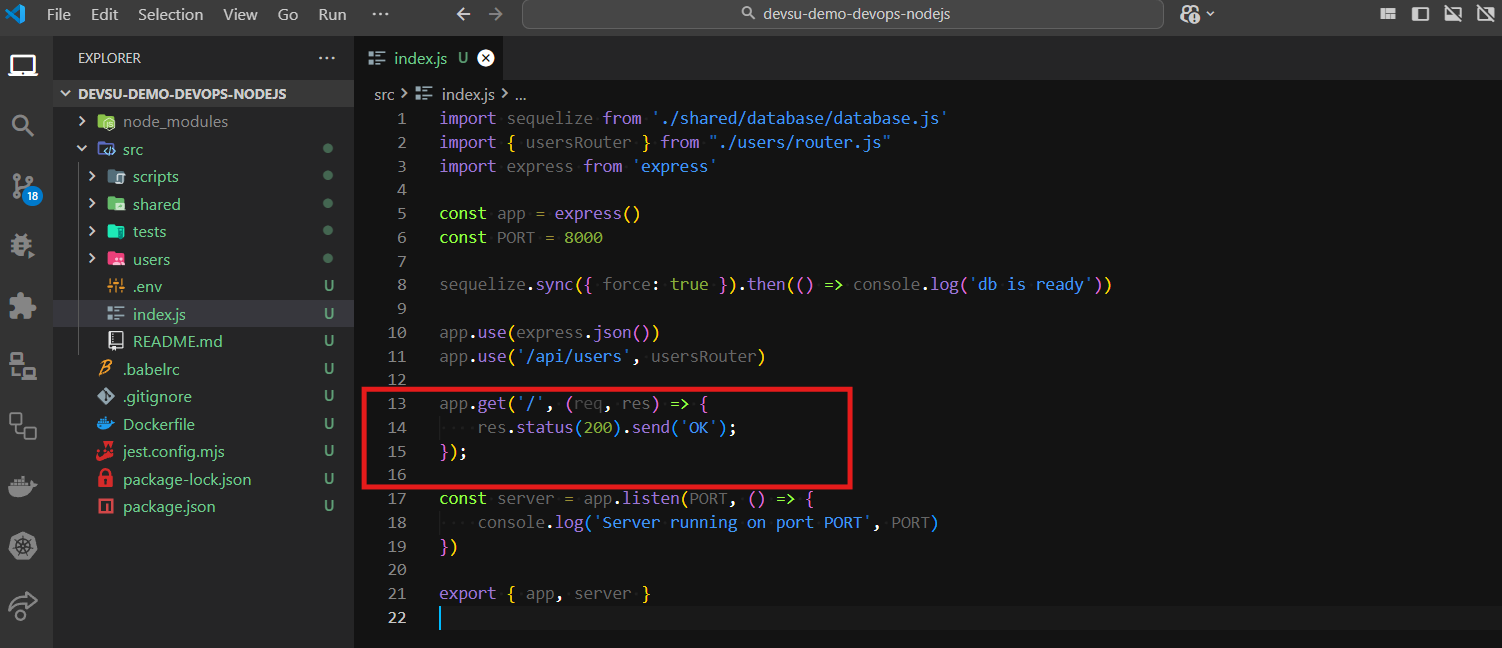 File Edit Selection View Go Run ··· devsu-demo-devops-nodejs
EXPLORER ···
index.js U
DEVSU-DEMO-DEVOPS-NODEJS
src > index.js > ...
node_modules
src
scripts
shared
18
tests
users
.env U
index.js U
README.md U
.babelrc U
.gitignore U
Dockerfile U
jest.config.mjs U
package-lock.json U
package.json U
1 import sequelize from './shared/database/database.js'
2 import { usersRouter } from "./users/router.js"
3 import express from 'express'
4
5 const app = express()
6 const PORT = 8000
7
8 sequelize.sync({ force: true }).then(() => console.log('db is ready'))
9
10 app.use(express.json())
11 app.use('/api/users', usersRouter)
12
13 app.get('/', (req, res) => {
14 res.status(200).send('OK');
15 });
16
17 const server = app.listen(PORT, () => {
18 console.log('Server running on port PORT', PORT)
19 })
20
21 export { app, server }
22